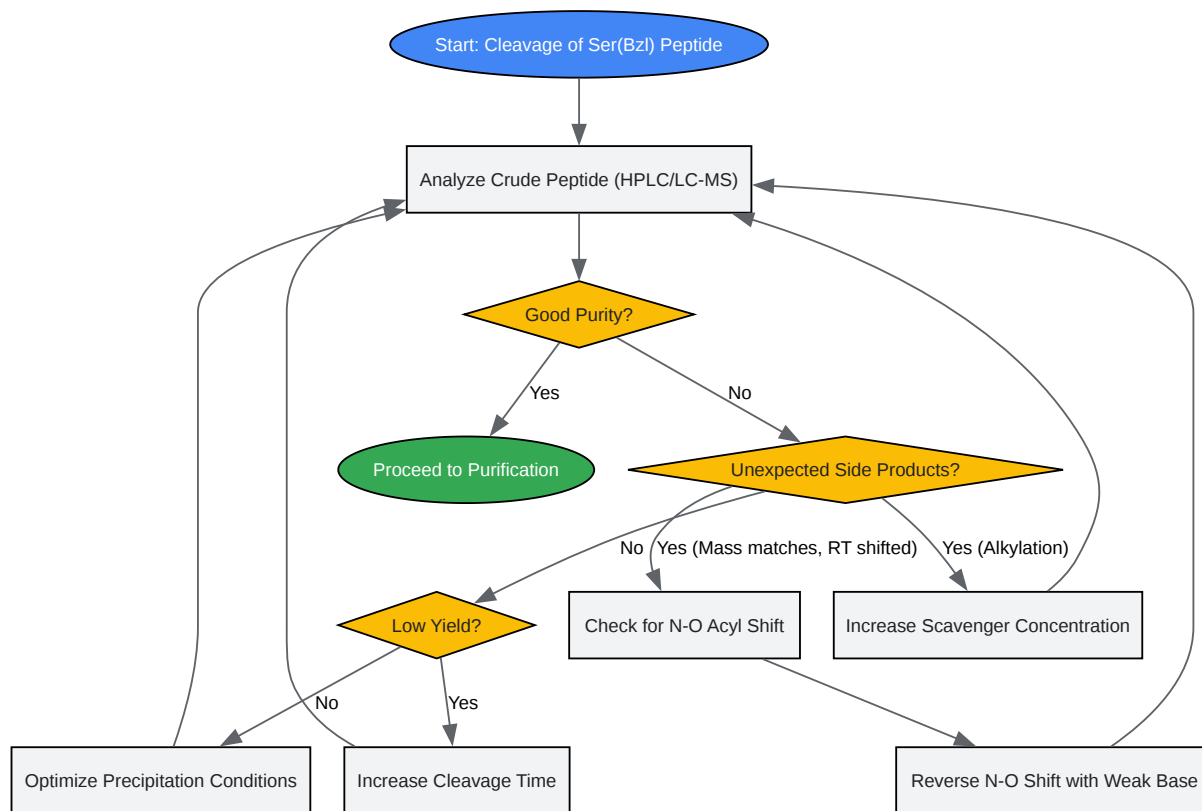 Start: Cleavage of Ser(Bzl) Peptide
Analyze Crude Peptide (HPLC/LC-MS)
Good Purity?
Yes
No
Proceed to Purification
Unexpected Side Products?
No
Yes (Mass matches, RT shifted)
Yes (Alkylation)
Low Yield?
Check for N-O Acyl Shift
Increase Scavenger Concentration
No
Yes
Optimize Precipitation Conditions
Increase Cleavage Time
Reverse N-O Shift with Weak Base